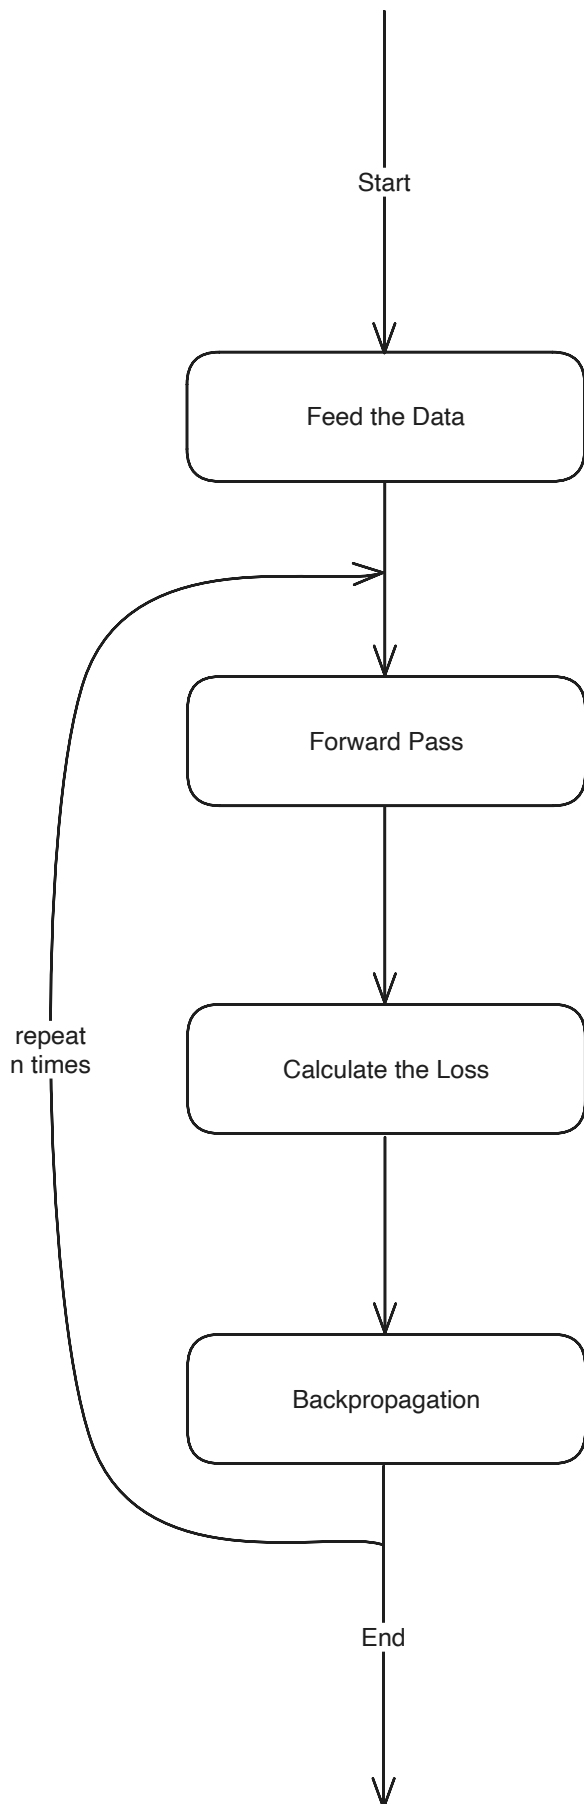 Start
Feed the Data
Forward Pass
repeat
n times
Calculate the Loss
Backpropagation
End